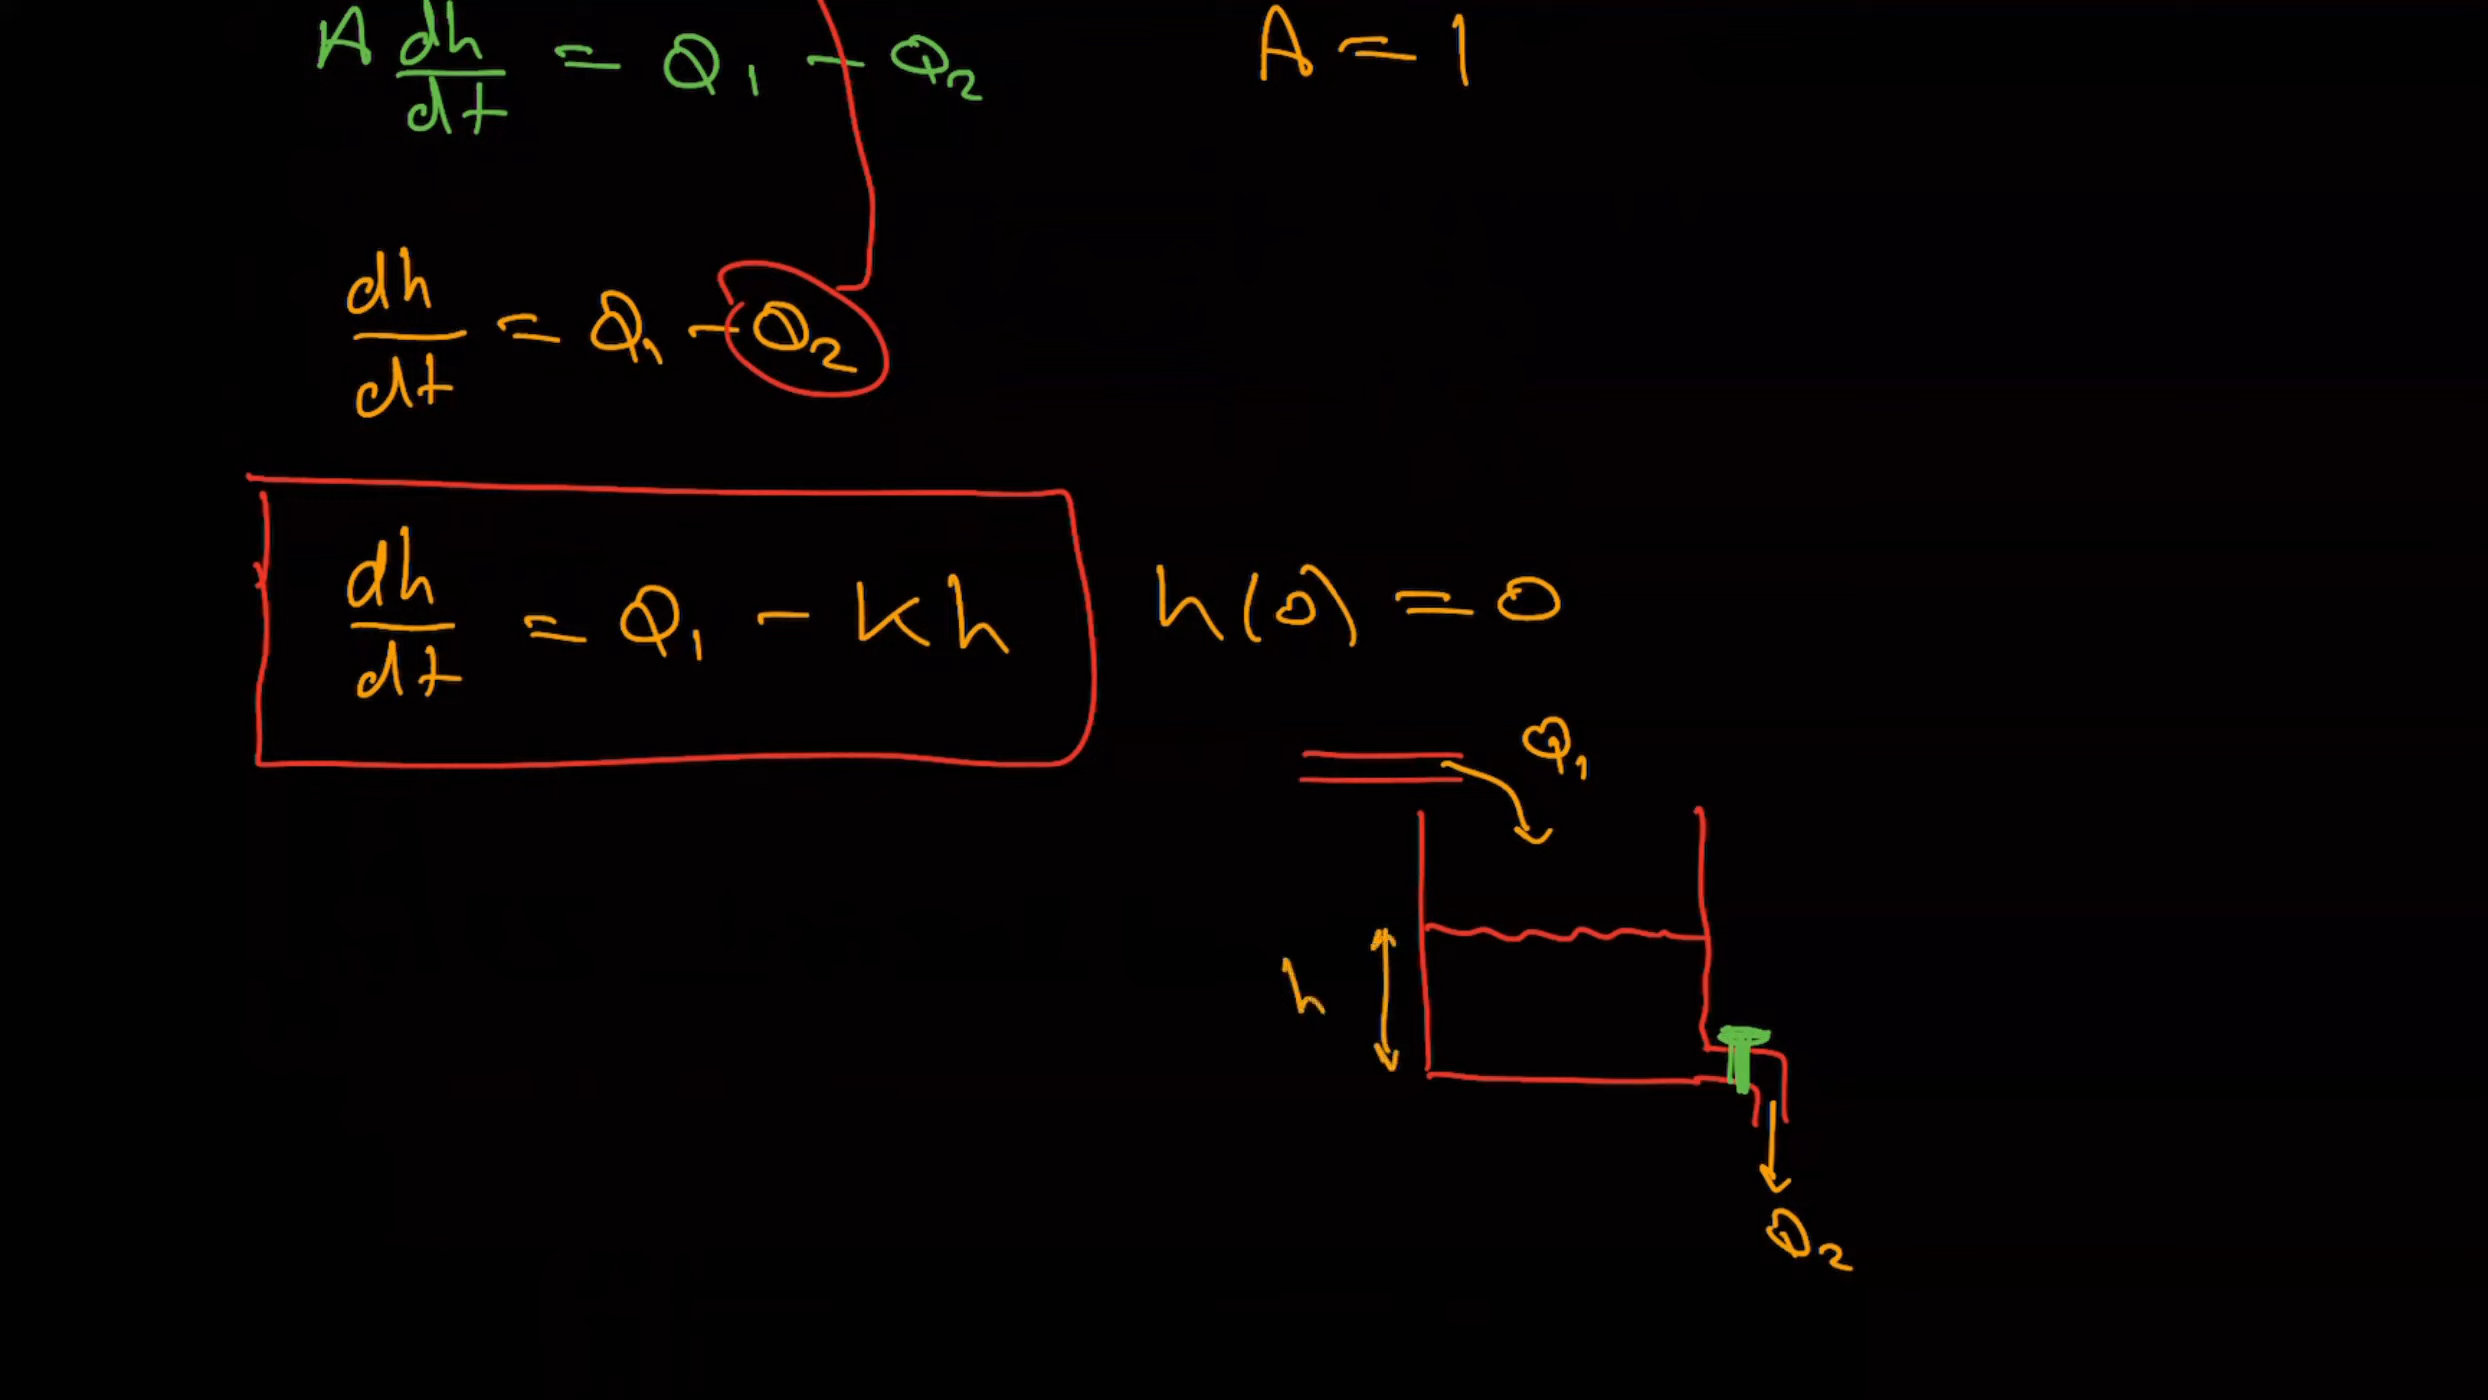 A dh/dt = Q₁ - Q₂
A = 1
dh/dt = Q₁ - Q₂
dh/dt = Q₁ - Kh
h(0) = 0
Q₁
h
Q₂